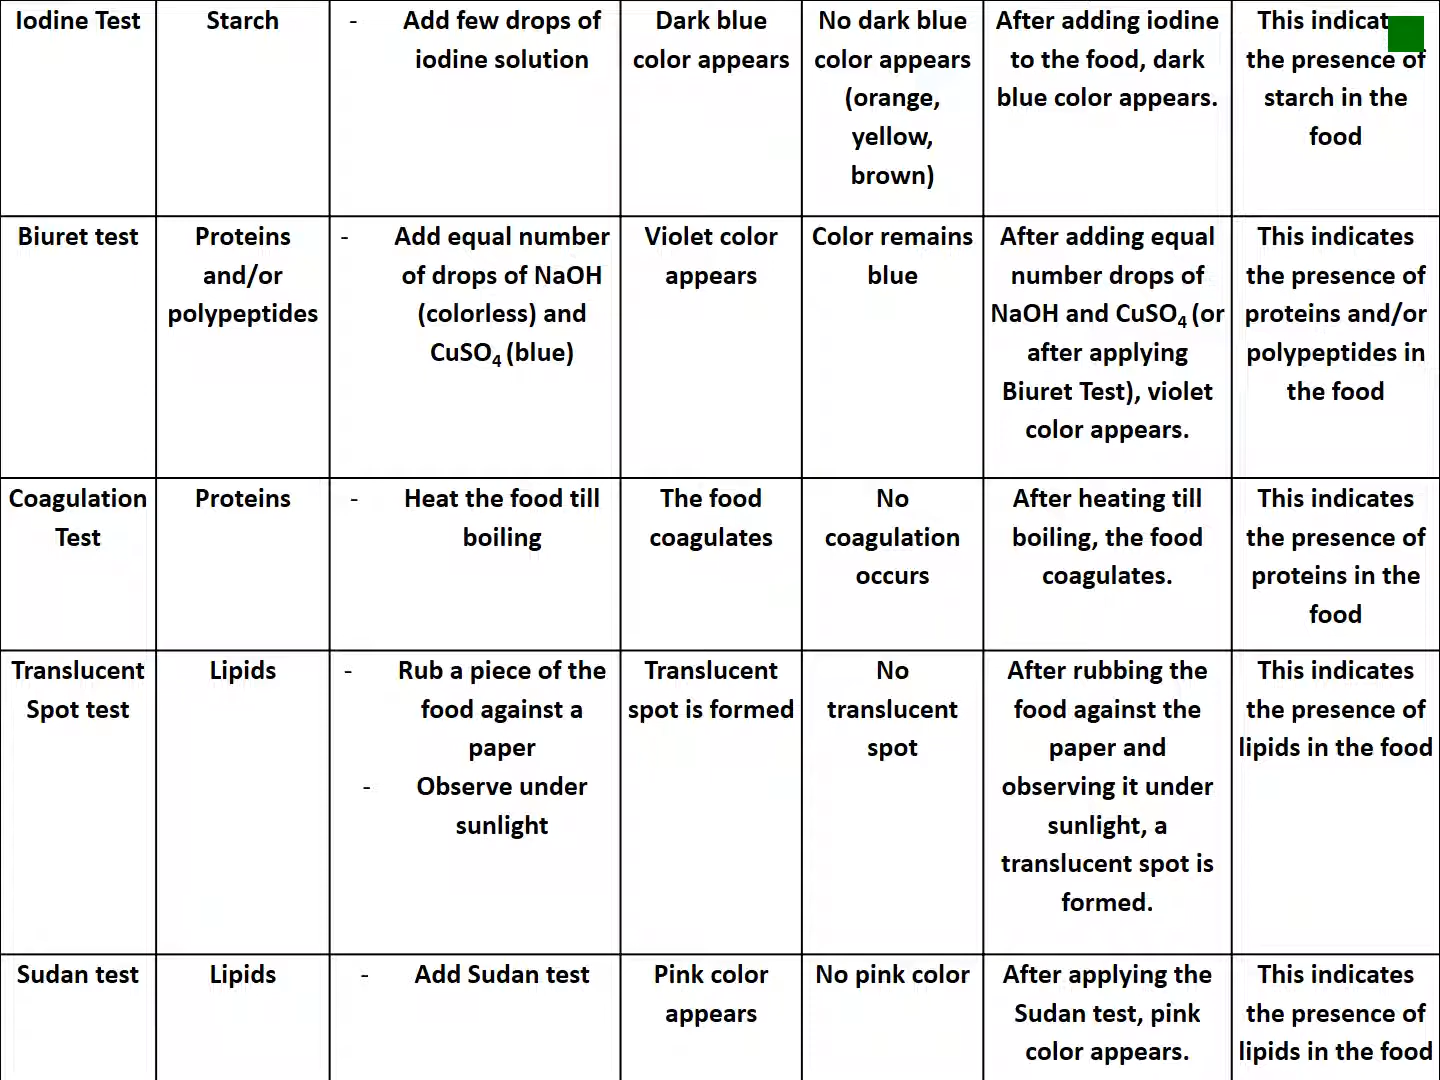 Iodine Test
Starch
- Add few drops of
iodine solution
Dark blue
color appears
No dark blue
color appears
(orange,
yellow,
brown)
After adding iodine
to the food, dark
blue color appears.
This
the presence of
starch in the
food
Biuret test
Proteins
and/or
polypeptides
- Add equal number
of drops of NaOH
(colorless) and
CuSO4 (blue)
Violet color
appears
Color remains
blue
After adding equal
number drops of
NaOH and CuSO4 (or
after applying
Biuret Test), violet
color appears.
This indicates
the presence of
proteins and/or
polypeptides in
the food
Coagulation
Test
Proteins
- Heat the food till
boiling
The food
coagulates
No
coagulation
occurs
After heating till
boiling, the food
coagulates.
This indicates
the presence of
proteins in the
food
Translucent
Spot test
Lipids
- Rub a piece of the
food against a
paper
- Observe under
sunlight
Translucent
spot is formed
No
translucent
spot
After rubbing the
food against the
paper and
observing it under
sunlight, a
translucent spot is
formed.
This indicates
the presence of
lipids in the food
Sudan test
Lipids
- Add Sudan test
Pink color
appears
No pink color
After applying the
Sudan test, pink
color appears.
This indicates
the presence of
lipids in the food